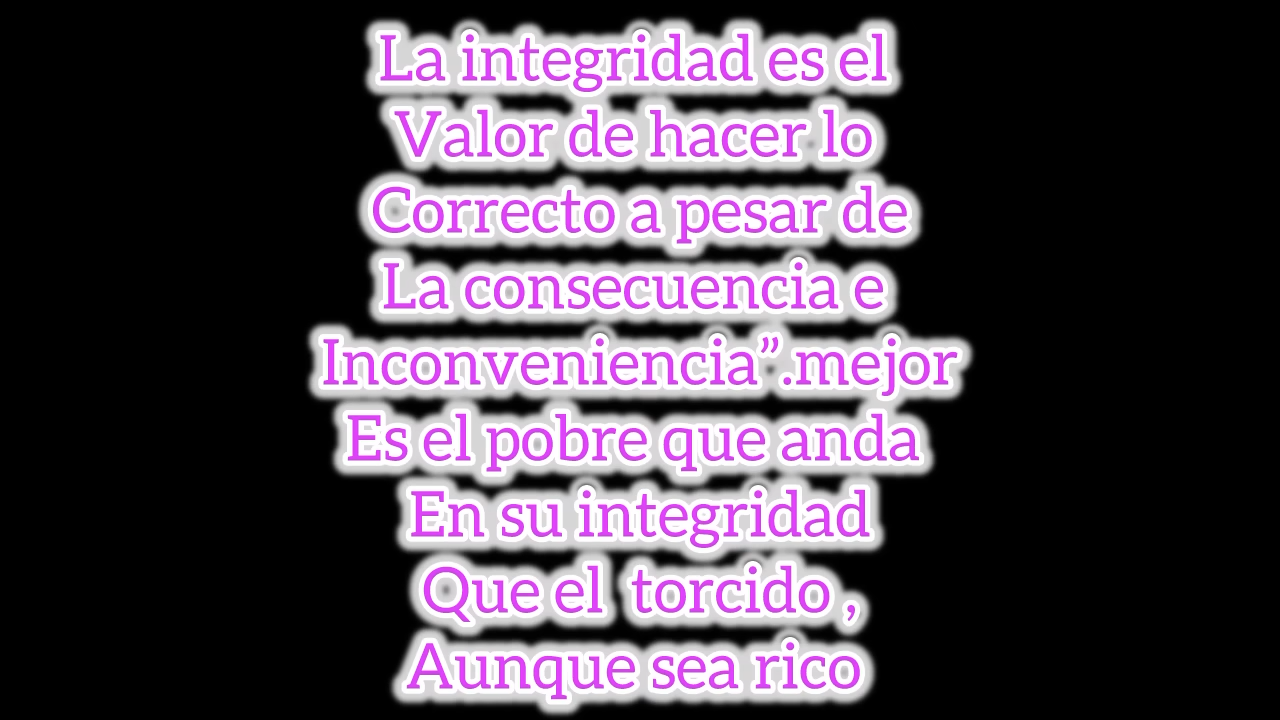 La integridad es el
Valor de hacer lo
Correcto a pesar de
La consecuencia e
Inconveniencia”.mejor
Es el pobre que anda
En su integridad
Que el  torcido ,
Aunque sea rico